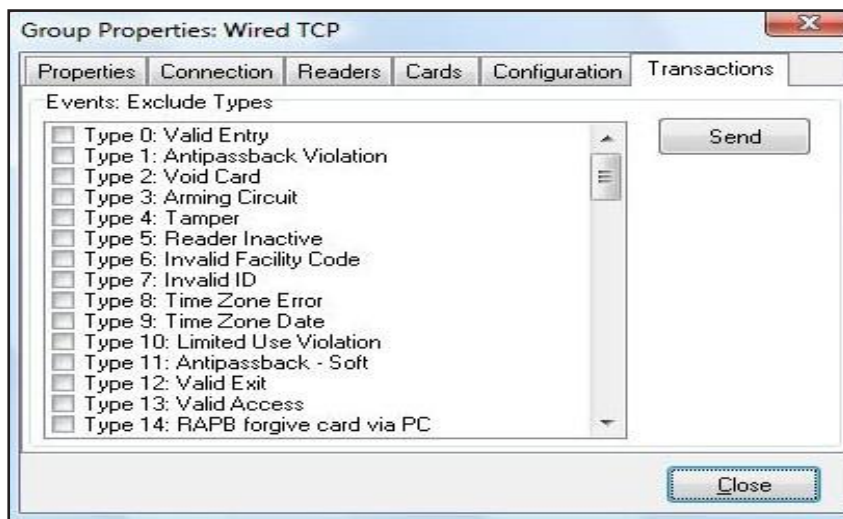 Group Properties: Wired TCP
Properties Connection Readers Cards Configuration Transactions
Events: Exclude Types
Type 0: Valid Entry
Type 1: Antipassback Violation
Type 2: Void Card
Type 3: Arming Circuit
Type 4: Tamper
Type 5: Reader Inactive
Type 6: Invalid Facility Code
Type 7: Invalid ID
Type 8: Time Zone Error
Type 9: Time Zone Date
Type 10: Limited Use Violation
Type 11: Antipassback - Soft
Type 12: Valid Exit
Type 13: Valid Access
Type 14: RAPB forgive card via PC
Send
Close